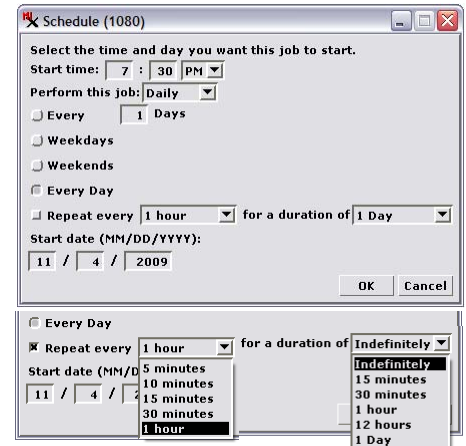 Schedule (1080)
Select the time and day you want this job to start.
Start time: 7 : 30 PM
Perform this job: Daily
Every 1 Days
Weekdays
Weekends
Every Day
Repeat every 1 hour for a duration of 1 Day
Start date (MM/DD/YYYY):
11 / 4 / 2009
OK Cancel
Every Day
Repeat every 1 hour for a duration of Indefinitely
Start date (MM/D
11 / 4 / 2
5 minutes
10 minutes
15 minutes
30 minutes
1 hour
Indefinitely
15 minutes
30 minutes
1 hour
12 hours
1 Day